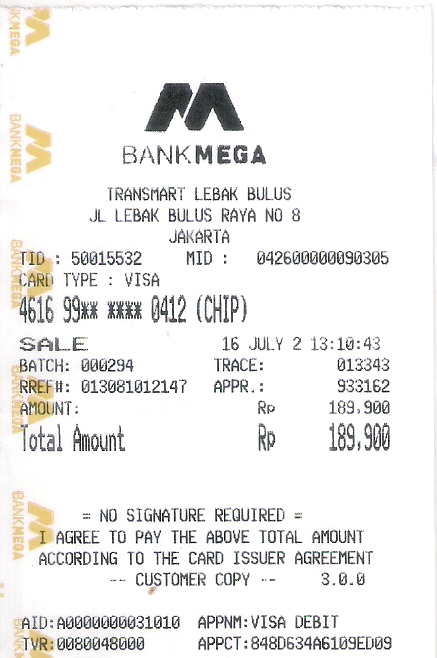 BANKMEGA
TRANSMART LEBAK BULUS
JL LEBAK BULUS RAYA NO 8
JAKARTA
TID : 50015532 MID : 042600000090305
CARD TYPE : VISA
4616 99** **** 0412 (CHIP)
SALE 16 JULY 2 13:10:43
BATCH: 000294 TRACE: 013343
RREF#: 013081012147 APPR.: 933162
AMOUNT: Rp 189.900
Total Amount Rp 189.900
= NO SIGNATURE REQUIRED =
I AGREE TO PAY THE ABOVE TOTAL AMOUNT
ACCORDING TO THE CARD ISSUER AGREEMENT
-- CUSTOMER COPY -- 3.0.0
AID:A0000000031010 APPNM:VISA DEBIT
TVR:0080048000 APPCT:848D634A6109ED09
BANKMEGA
BANKMEGA
BANKMEGA
BANKMEGA
BANKMEGA
BANKMEGA